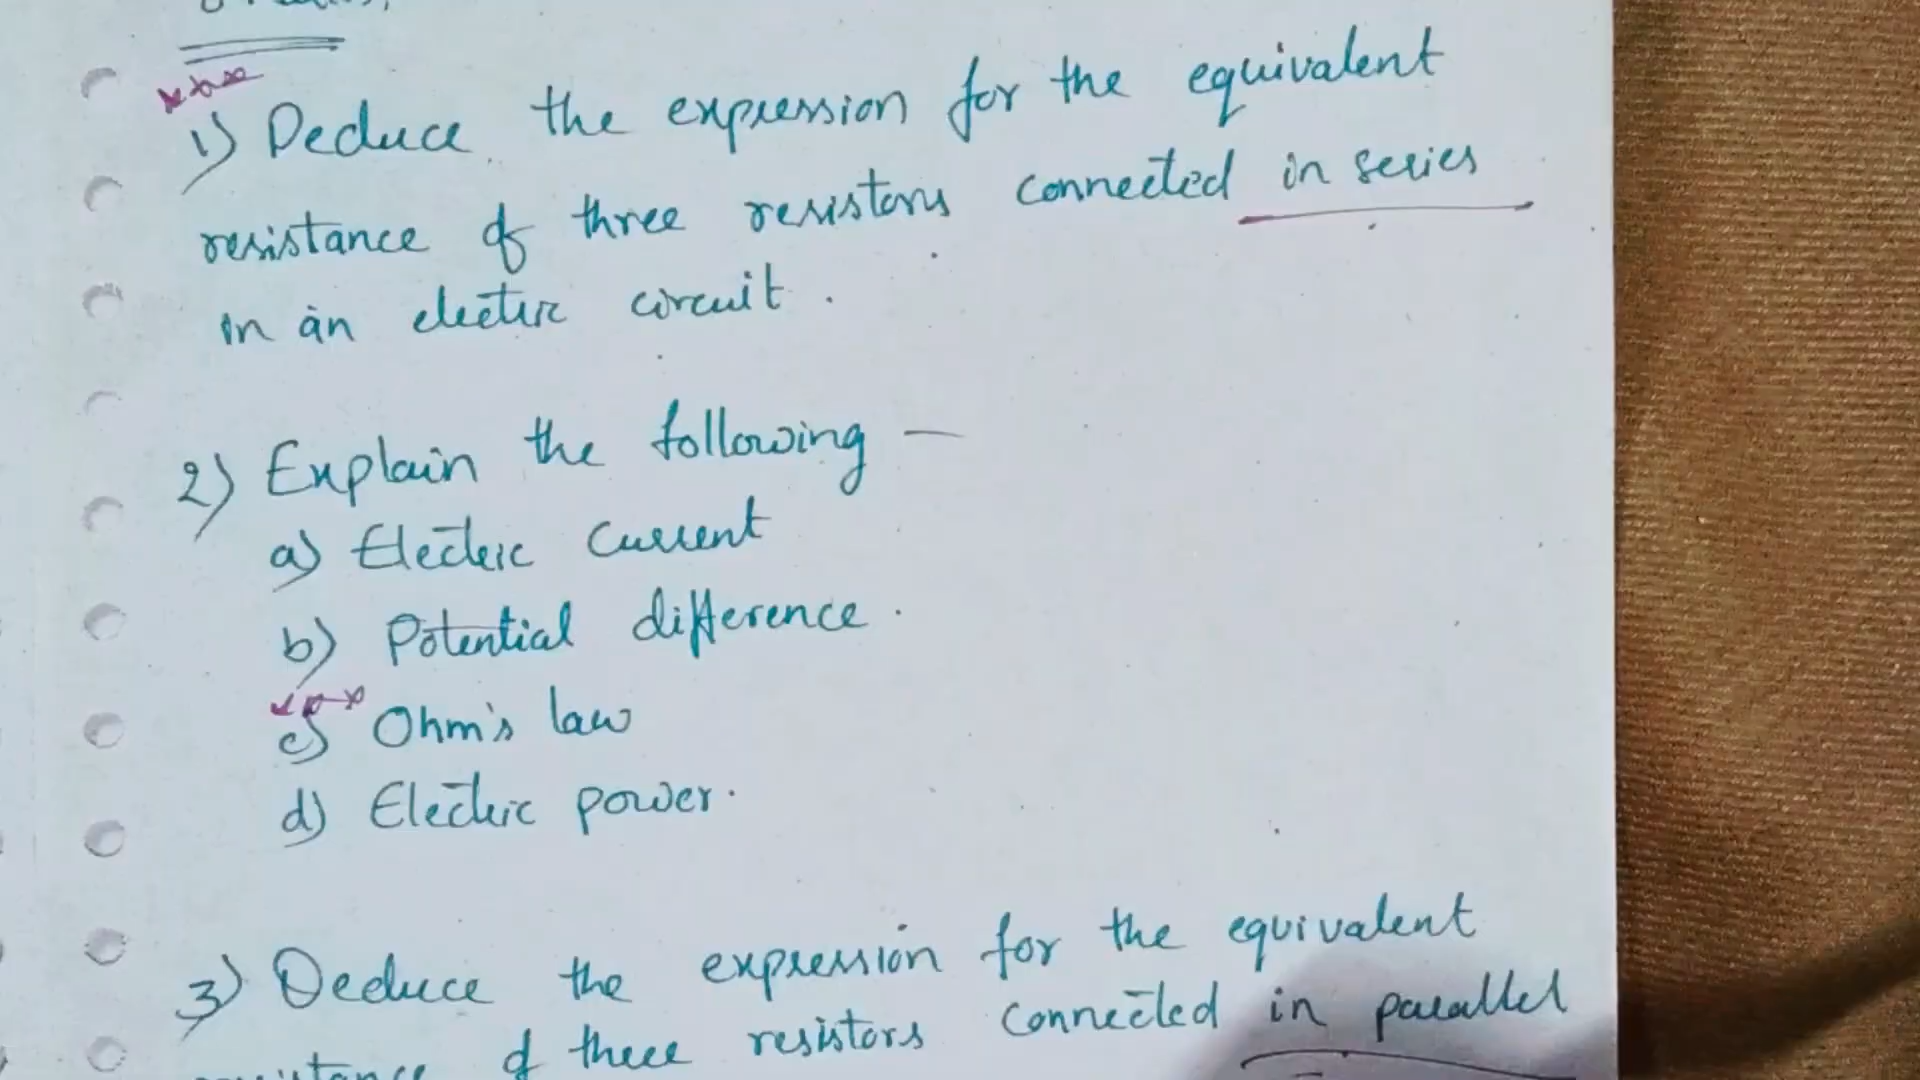 1) Deduce the expression for the equivalent
resistance of three resistors connected in series
in an electric circuit.
2) Explain the following —
a) Electric Current
b) Potential difference.
c) Ohm's law
d) Electric power.
3) Deduce the expression for the equivalent
of three resistors connected in parallel